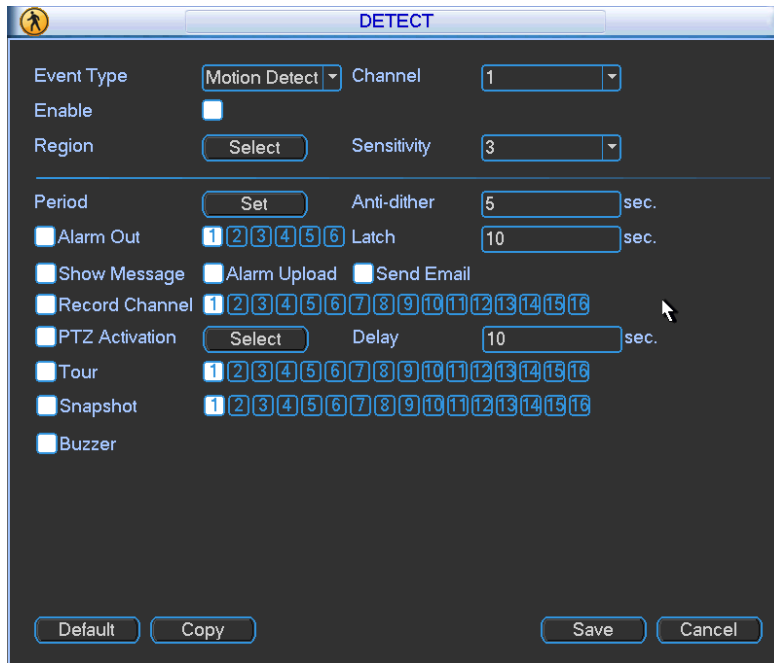 DETECT
Event Type Motion Detect Channel 1
Enable
Region Select Sensitivity 3
Period Set Anti-dither 5 sec.
Alarm Out 1 2 3 4 5 6 Latch 10 sec.
Show Message Alarm Upload Send Email
Record Channel 1 2 3 4 5 6 7 8 9 10 11 12 13 14 15 16
PTZ Activation Select Delay 10 sec.
Tour 1 2 3 4 5 6 7 8 9 10 11 12 13 14 15 16
Snapshot 1 2 3 4 5 6 7 8 9 10 11 12 13 14 15 16
Buzzer
Default Copy Save Cancel